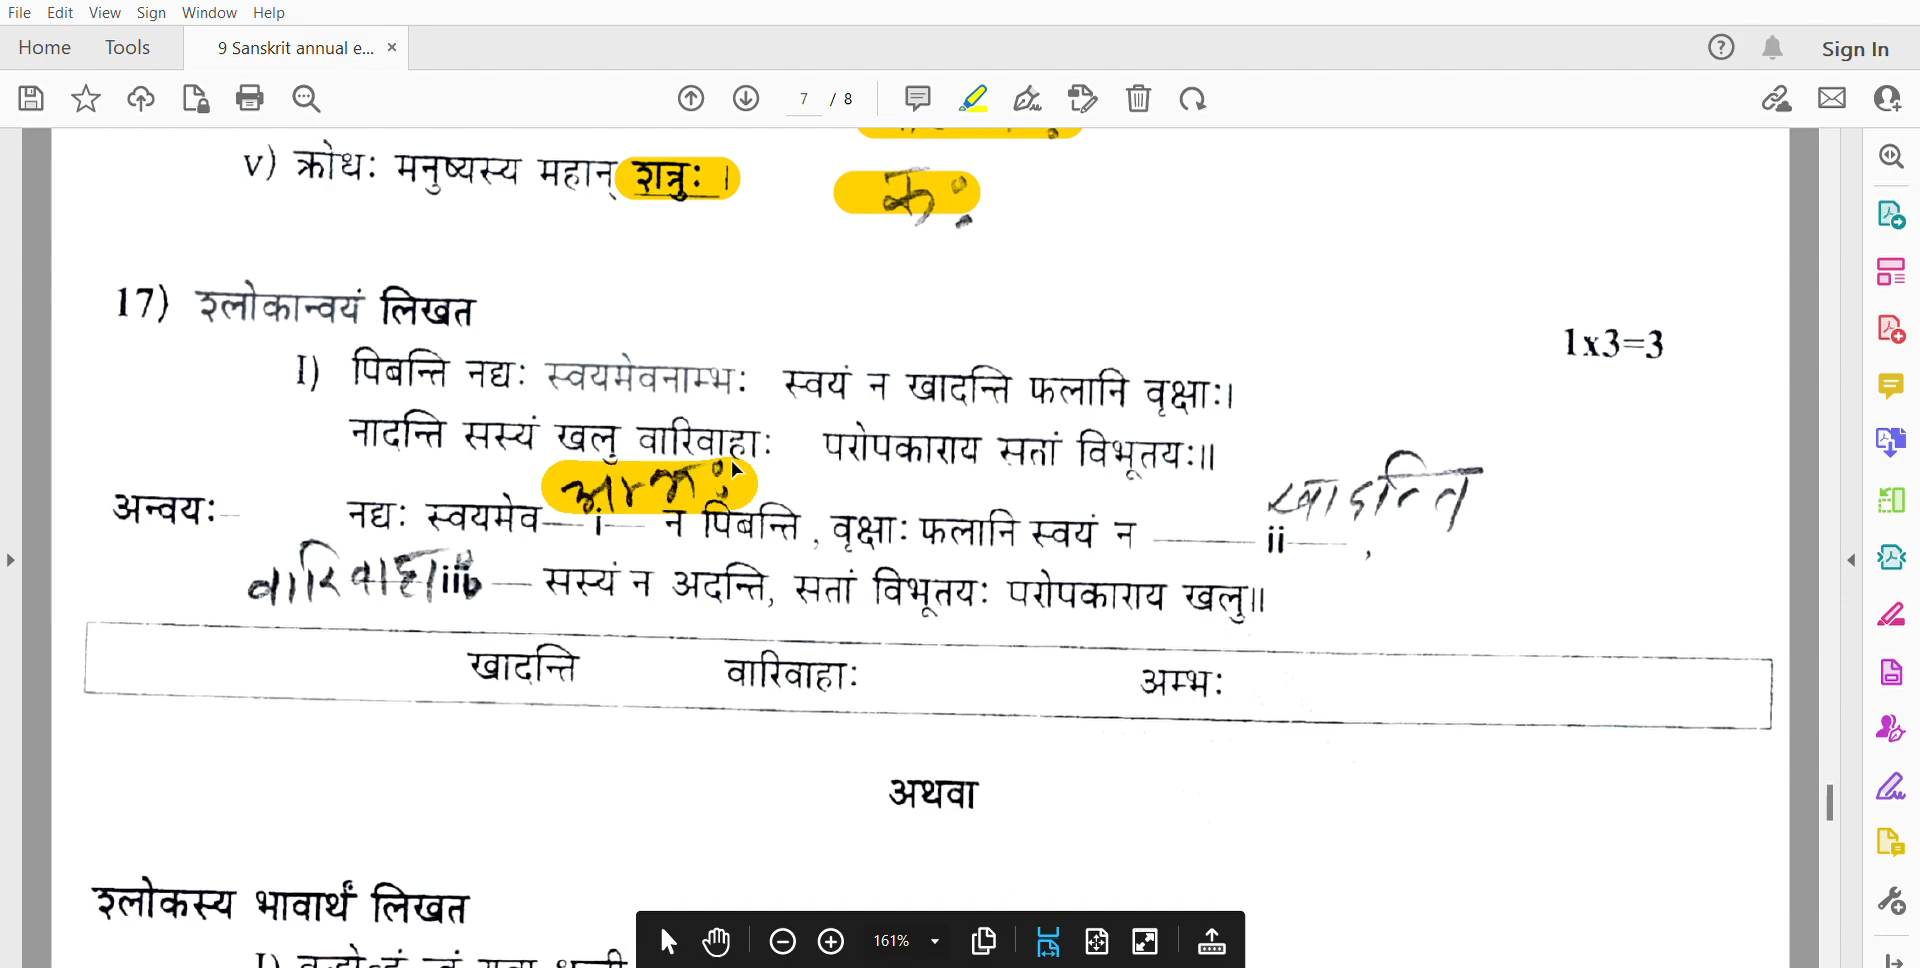 File Edit View Sign Window Help
Home Tools 9 Sanskrit annual e... × Sign In
7 / 8
v) क्रोधः मनुष्यस्य महान् शत्रुः । कः
17) श्लोकान्वयं लिखत
1x3=3
I) पिबन्ति नद्यः स्वयमेवनाम्भः स्वयं न खादन्ति फलानि वृक्षाः।
नादन्ति सस्यं खलु वारिवाहाः परोपकाराय सतां विभूतयः॥
खादन्ति
अन्वयः- नद्यः स्वयमेव—i— न पिबन्ति , वृक्षाः फलानि स्वयं न ——ii—— ,
वारिवाहाः iii — सस्यं न अदन्ति, सतां विभूतयः परोपकाराय खलु॥
खादन्ति वारिवाहाः अम्भः
अथवा
श्लोकस्य भावार्थं लिखत
161%